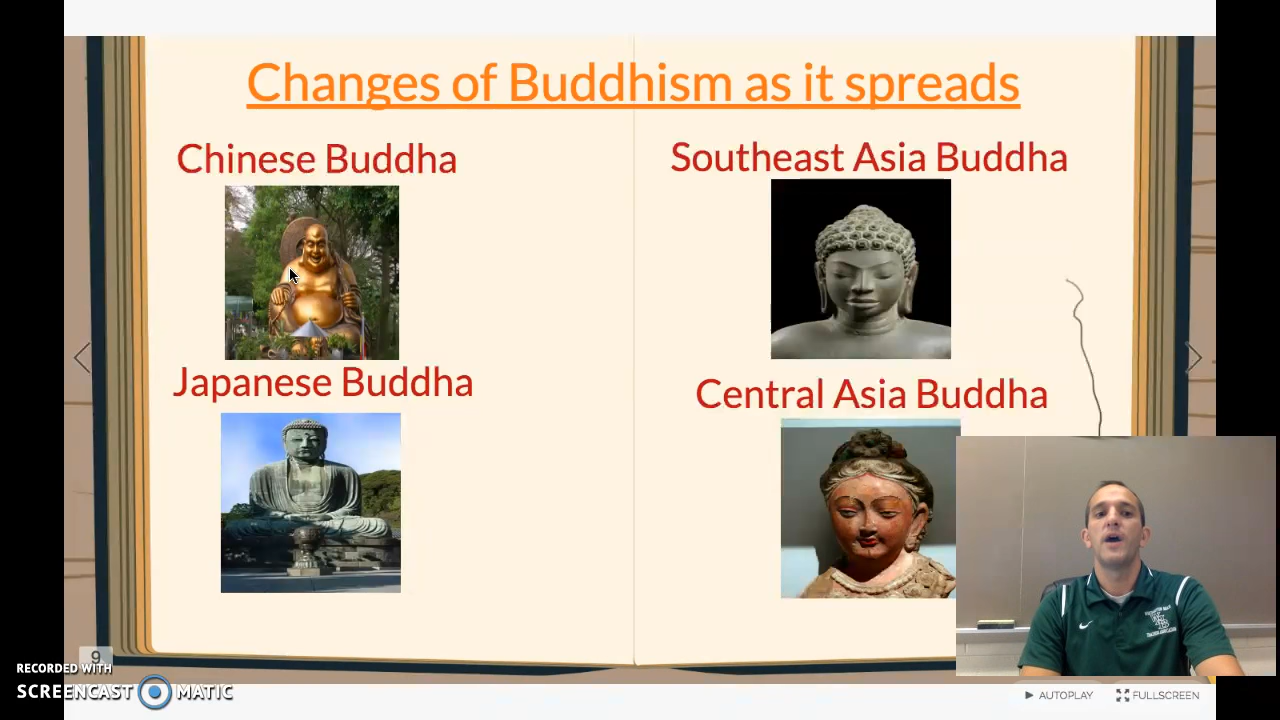 Changes of Buddhism as it spreads
Chinese Buddha
Southeast Asia Buddha
Japanese Buddha
Central Asia Buddha
9
RECORDED WITH
SCREENCAST MATIC
AUTOPLAY
FULLSCREEN